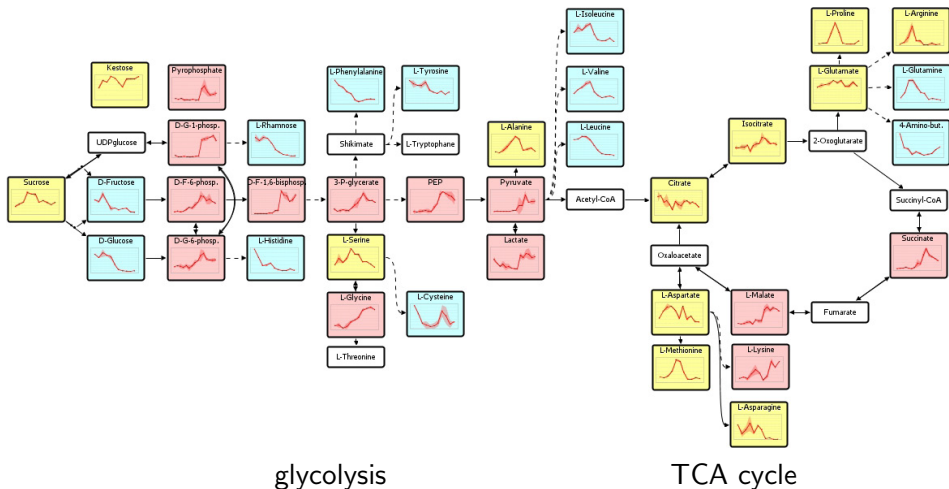 Kestose
Pyrophosphate
D-G-1-phosp.
L-Rhamnose
UDPglucose
Sucrose
D-Fructose
D-F-6-phosp.
D-F-1,6-bisphosp.
D-Glucose
D-G-6-phosp.
L-Histidine
L-Phenylalanine
L-Tyrosine
Shikimate
L-Tryptophane
3-P-glycerate
PEP
L-Serine
L-Glycine
L-Cysteine
L-Threonine
L-Alanine
Pyruvate
Lactate
L-Isoleucine
L-Valine
L-Leucine
Acetyl-CoA
Citrate
Isocitrate
2-Oxoglutarate
L-Proline
L-Arginine
L-Glutamate
L-Glutamine
4-Amino-but.
Succinyl-CoA
Succinate
Fumarate
Oxaloacetate
L-Aspartate
L-Malate
L-Methionine
L-Lysine
L-Asparagine
glycolysis
TCA cycle